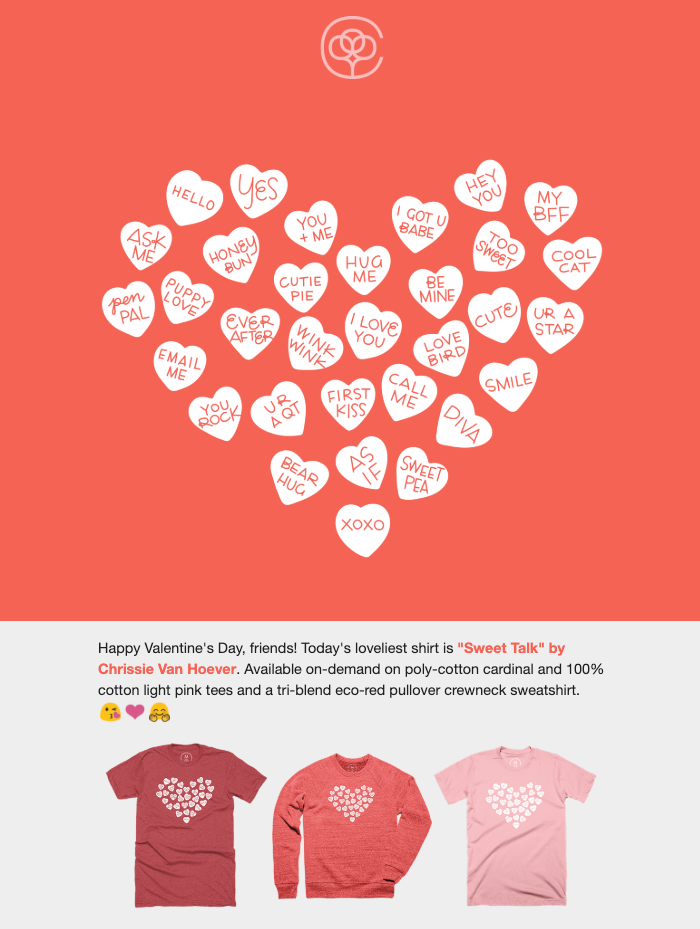 HELLO
YES
YOU
+ ME
I GOT U
BABE
HEY
YOU
MY
BFF
ASK
ME
HONEY
BUN
HUG
ME
TOO
SWEET
COOL
CAT
pen
PAL
PUPPY
LOVE
CUTIE
PIE
BE
MINE
CUTE
UR A
STAR
EVER
AFTER
WINK
WINK
I LOVE
YOU
LOVE
BIRD
EMAIL
ME
SMILE
YOU
ROCK
U R
A QT
FIRST
KISS
CALL
ME
DIVA
BEAR
HUG
AS
IF
SWEET
PEA
XOXO
Happy Valentine's Day, friends! Today's loveliest shirt is "Sweet Talk" by
Chrissie Van Hoever. Available on-demand on poly-cotton cardinal and 100%
cotton light pink tees and a tri-blend eco-red pullover crewneck sweatshirt.
😘💜🤗